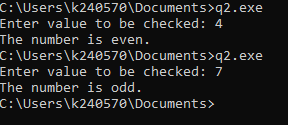 C:\Users\k240570\Documents>q2.exe
Enter value to be checked: 4
The number is even.
C:\Users\k240570\Documents>q2.exe
Enter value to be checked: 7
The number is odd.
C:\Users\k240570\Documents>